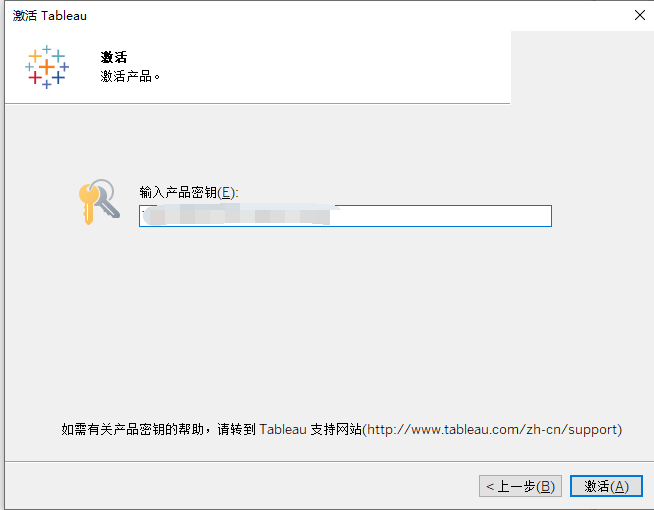 激活 Tableau
激活
激活产品。
输入产品密钥(E):
如需有关产品密钥的帮助，请转到 Tableau 支持网站(http://www.tableau.com/zh-cn/support)
< 上一步(B)
激活(A)